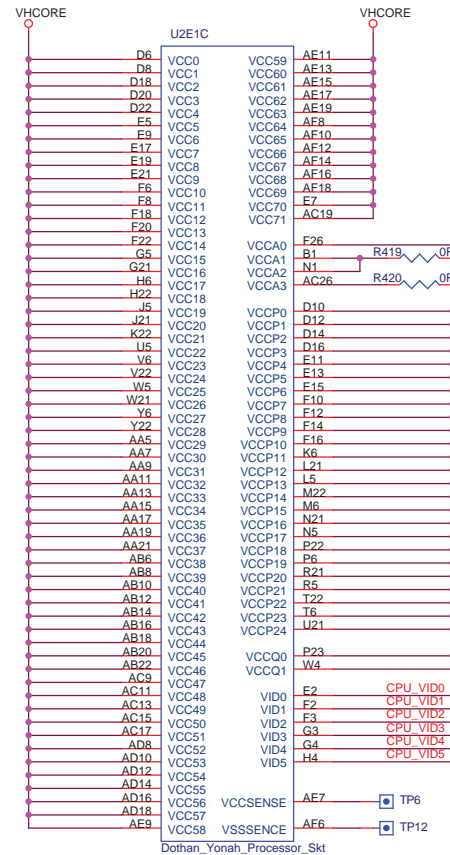 VHCORE
VHCORE
U2E1C
D6 VCC0
D8 VCC1
D18 VCC2
D20 VCC3
D22 VCC4
E5 VCC5
E9 VCC6
E17 VCC7
E19 VCC8
E21 VCC9
F6 VCC10
F8 VCC11
F18 VCC12
F20 VCC13
F22 VCC14
G5 VCC15
G21 VCC16
H6 VCC17
H22 VCC18
J5 VCC19
J21 VCC20
K22 VCC21
U5 VCC22
V6 VCC23
V22 VCC24
W5 VCC25
W21 VCC26
Y6 VCC27
Y22 VCC28
AA5 VCC29
AA7 VCC30
AA9 VCC31
AA11 VCC32
AA13 VCC33
AA15 VCC34
AA17 VCC35
AA19 VCC36
AA21 VCC37
AB6 VCC38
AB8 VCC39
AB10 VCC40
AB12 VCC41
AB14 VCC42
AB16 VCC43
AB18 VCC44
AB20 VCC45
AB22 VCC46
AC9 VCC47
AC11 VCC48
AC13 VCC49
AC15 VCC50
AC17 VCC51
AD8 VCC52
AD10 VCC53
AD12 VCC54
AD14 VCC55
AD16 VCC56
AD18 VCC57
AE9 VCC58
VCC59 AE11
VCC60 AE13
VCC61 AE15
VCC62 AE17
VCC63 AE19
VCC64 AF8
VCC65 AF10
VCC66 AF12
VCC67 AF14
VCC68 AF16
VCC69 AF18
VCC70 E7
VCC71 AC19
VCCA0 F26
VCCA1 B1 R419
VCCA2 N1
VCCA3 AC26 R420
VCCP0 D10
VCCP1 D12
VCCP2 D14
VCCP3 D16
VCCP4 E11
VCCP5 E13
VCCP6 E15
VCCP7 F10
VCCP8 F12
VCCP9 F14
VCCP10 F16
VCCP11 K6
VCCP12 L21
VCCP13 L5
VCCP14 M22
VCCP15 M6
VCCP16 N21
VCCP17 N5
VCCP18 P22
VCCP19 P6
VCCP20 R21
VCCP21 R5
VCCP22 T22
VCCP23 T6
VCCP24 U21
VCCQ0 P23
VCCQ1 W4
VID0 E2 CPU_VID0
VID1 F2 CPU_VID1
VID2 F3 CPU_VID2
VID3 G3 CPU_VID3
VID4 G4 CPU_VID4
VID5 H4 CPU_VID5
VCCSENSE AE7 TP6
VSSSENCE AF6 TP12
Dothan_Yonah_Processor_Skt